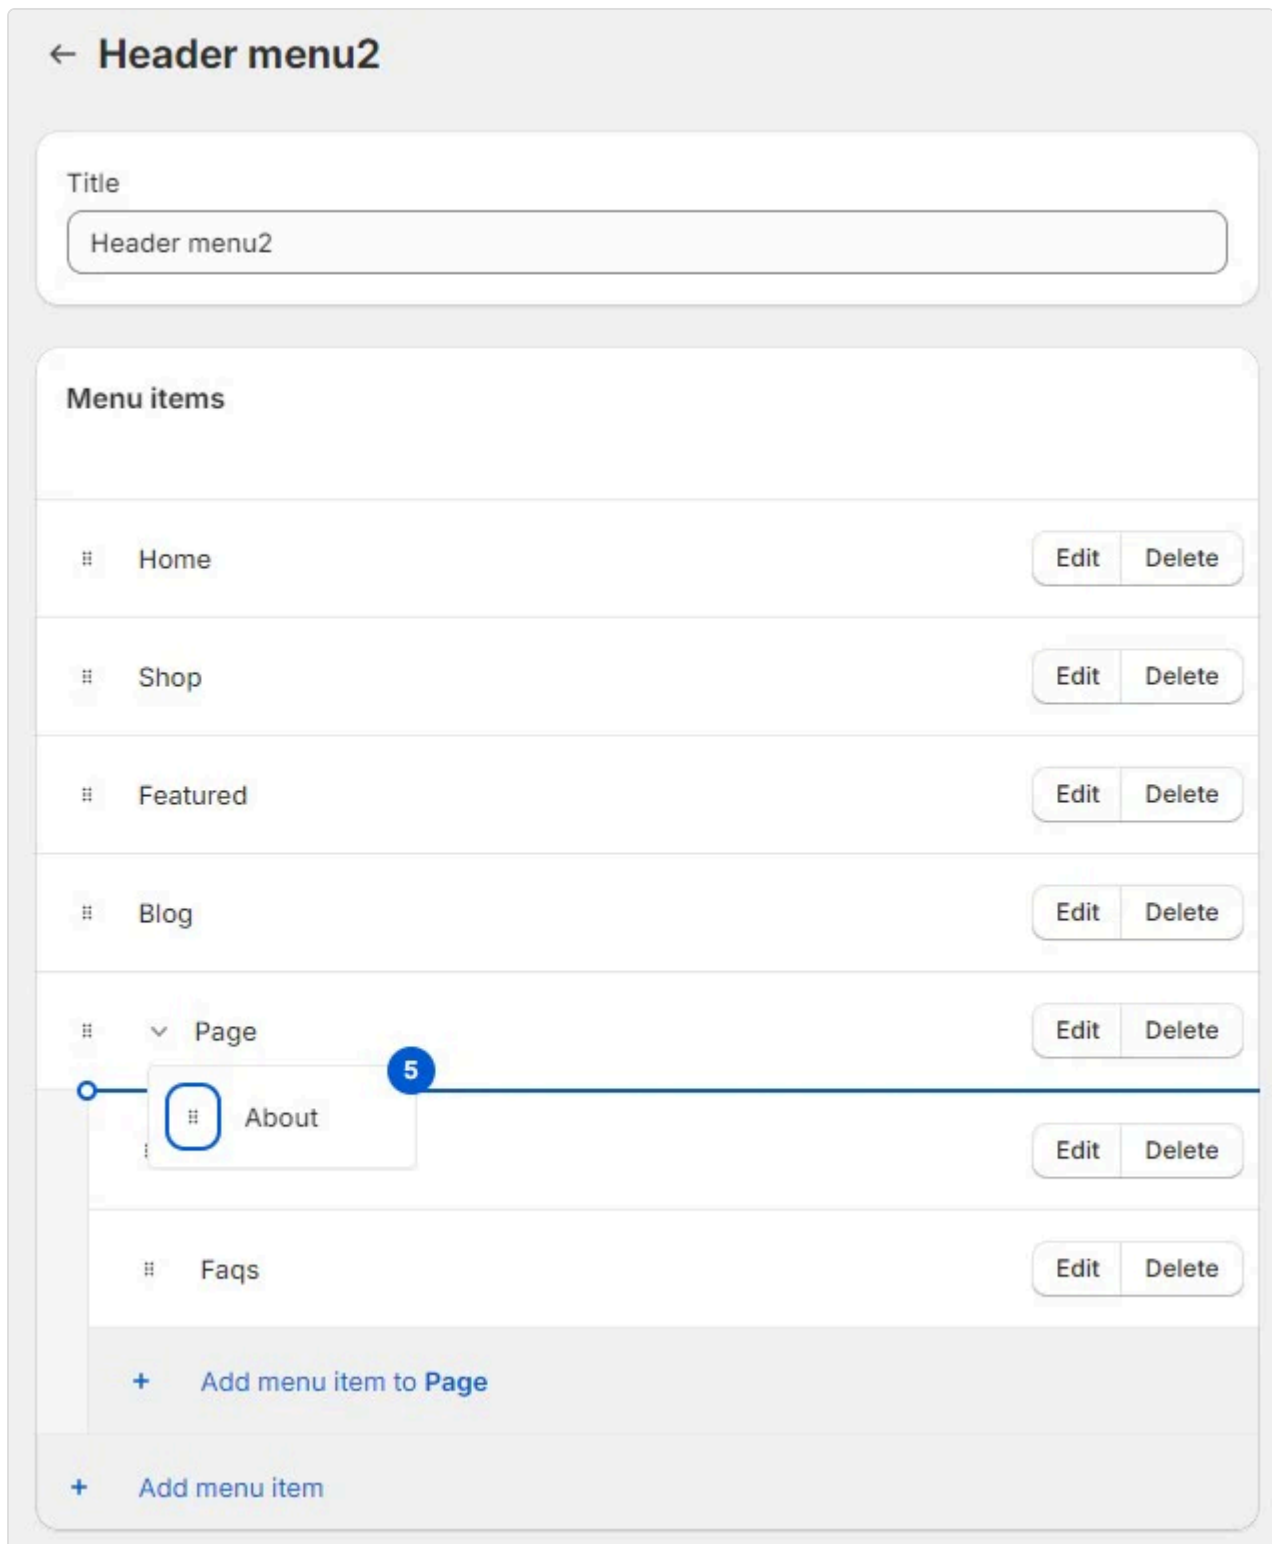 Header menu2
Title
Header menu2
Menu items
Home Edit Delete
Shop Edit Delete
Featured Edit Delete
Blog Edit Delete
Page Edit Delete
5
About
Edit Delete
Faqs Edit Delete
+ Add menu item to Page
+ Add menu item